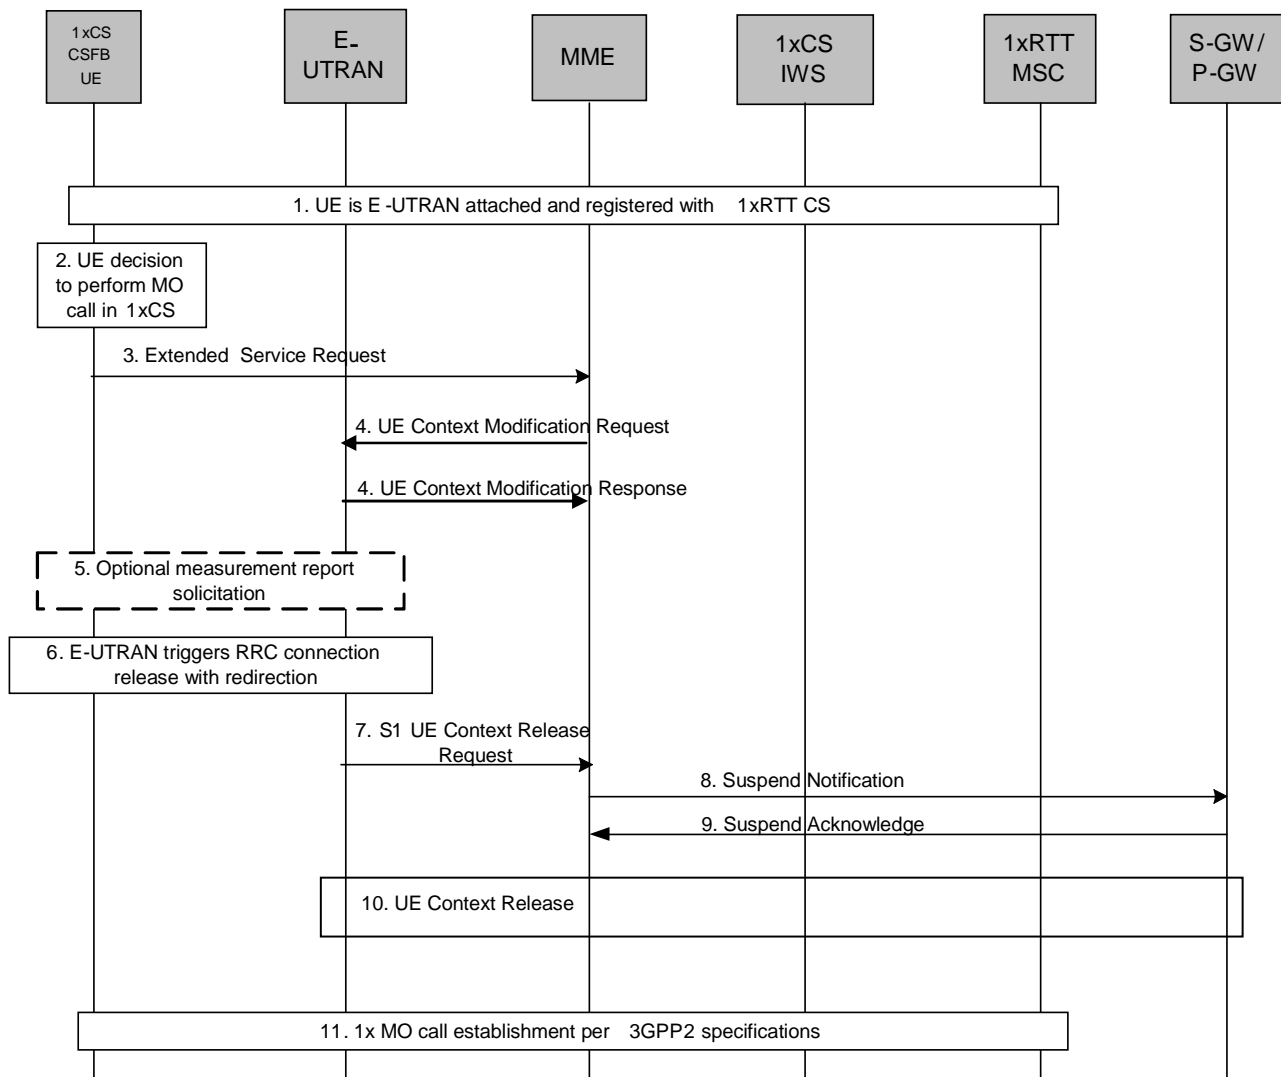 1xCS
CSFB
UE
E-
UTRAN
MME
1xCS
IWS
1xRTT
MSC
S-GW/
P-GW
1. UE is E-UTRAN attached and registered with 1xRTT CS
2. UE decision
to perform MO
call in 1xCS
3. Extended Service Request
4. UE Context Modification Request
4. UE Context Modification Response
5. Optional measurement report
solicitation
6. E-UTRAN triggers RRC connection
release with redirection
7. S1 UE Context Release
Request
8. Suspend Notification
9. Suspend Acknowledge
10. UE Context Release
11. 1x MO call establishment per 3GPP2 specifications